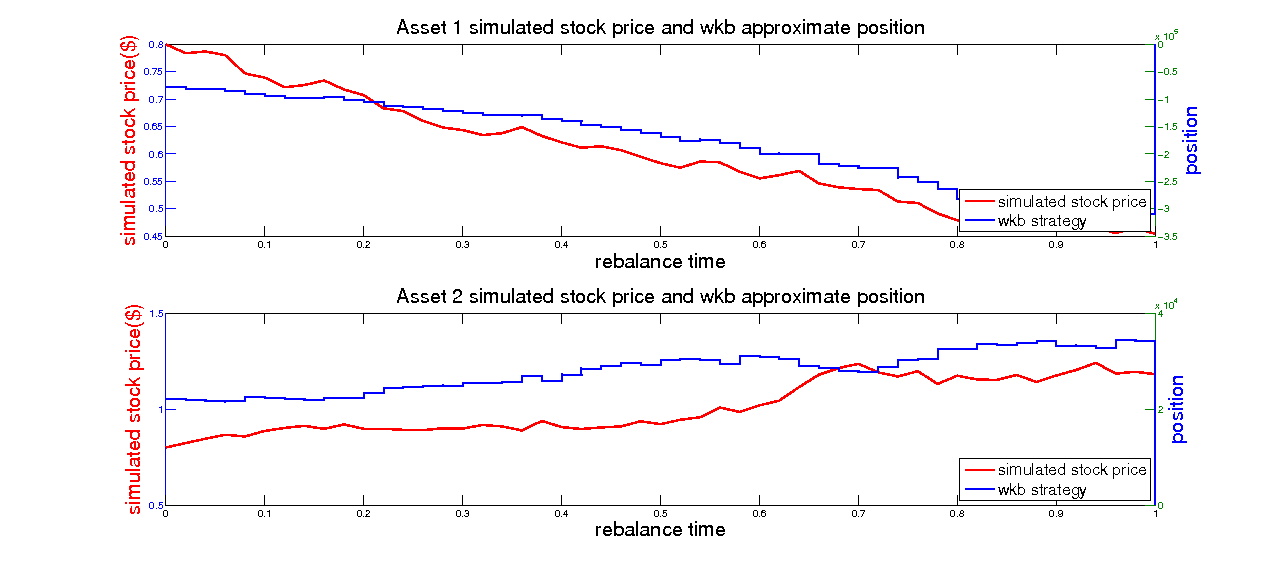 Asset 1 simulated stock price and wkb approximate position
simulated stock price($)
0.8
0.75
0.7
0.65
0.6
0.55
0.5
0.45
x 10^5
0
-0.5
-1
-1.5
-2
-2.5
-3
-3.5
position
simulated stock price
wkb strategy
0 0.1 0.2 0.3 0.4 0.5 0.6 0.7 0.8 0.9 1
rebalance time
Asset 2 simulated stock price and wkb approximate position
simulated stock price($)
1.5
1
0.5
x 10^4
4
2
0
position
simulated stock price
wkb strategy
0 0.1 0.2 0.3 0.4 0.5 0.6 0.7 0.8 0.9 1
rebalance time